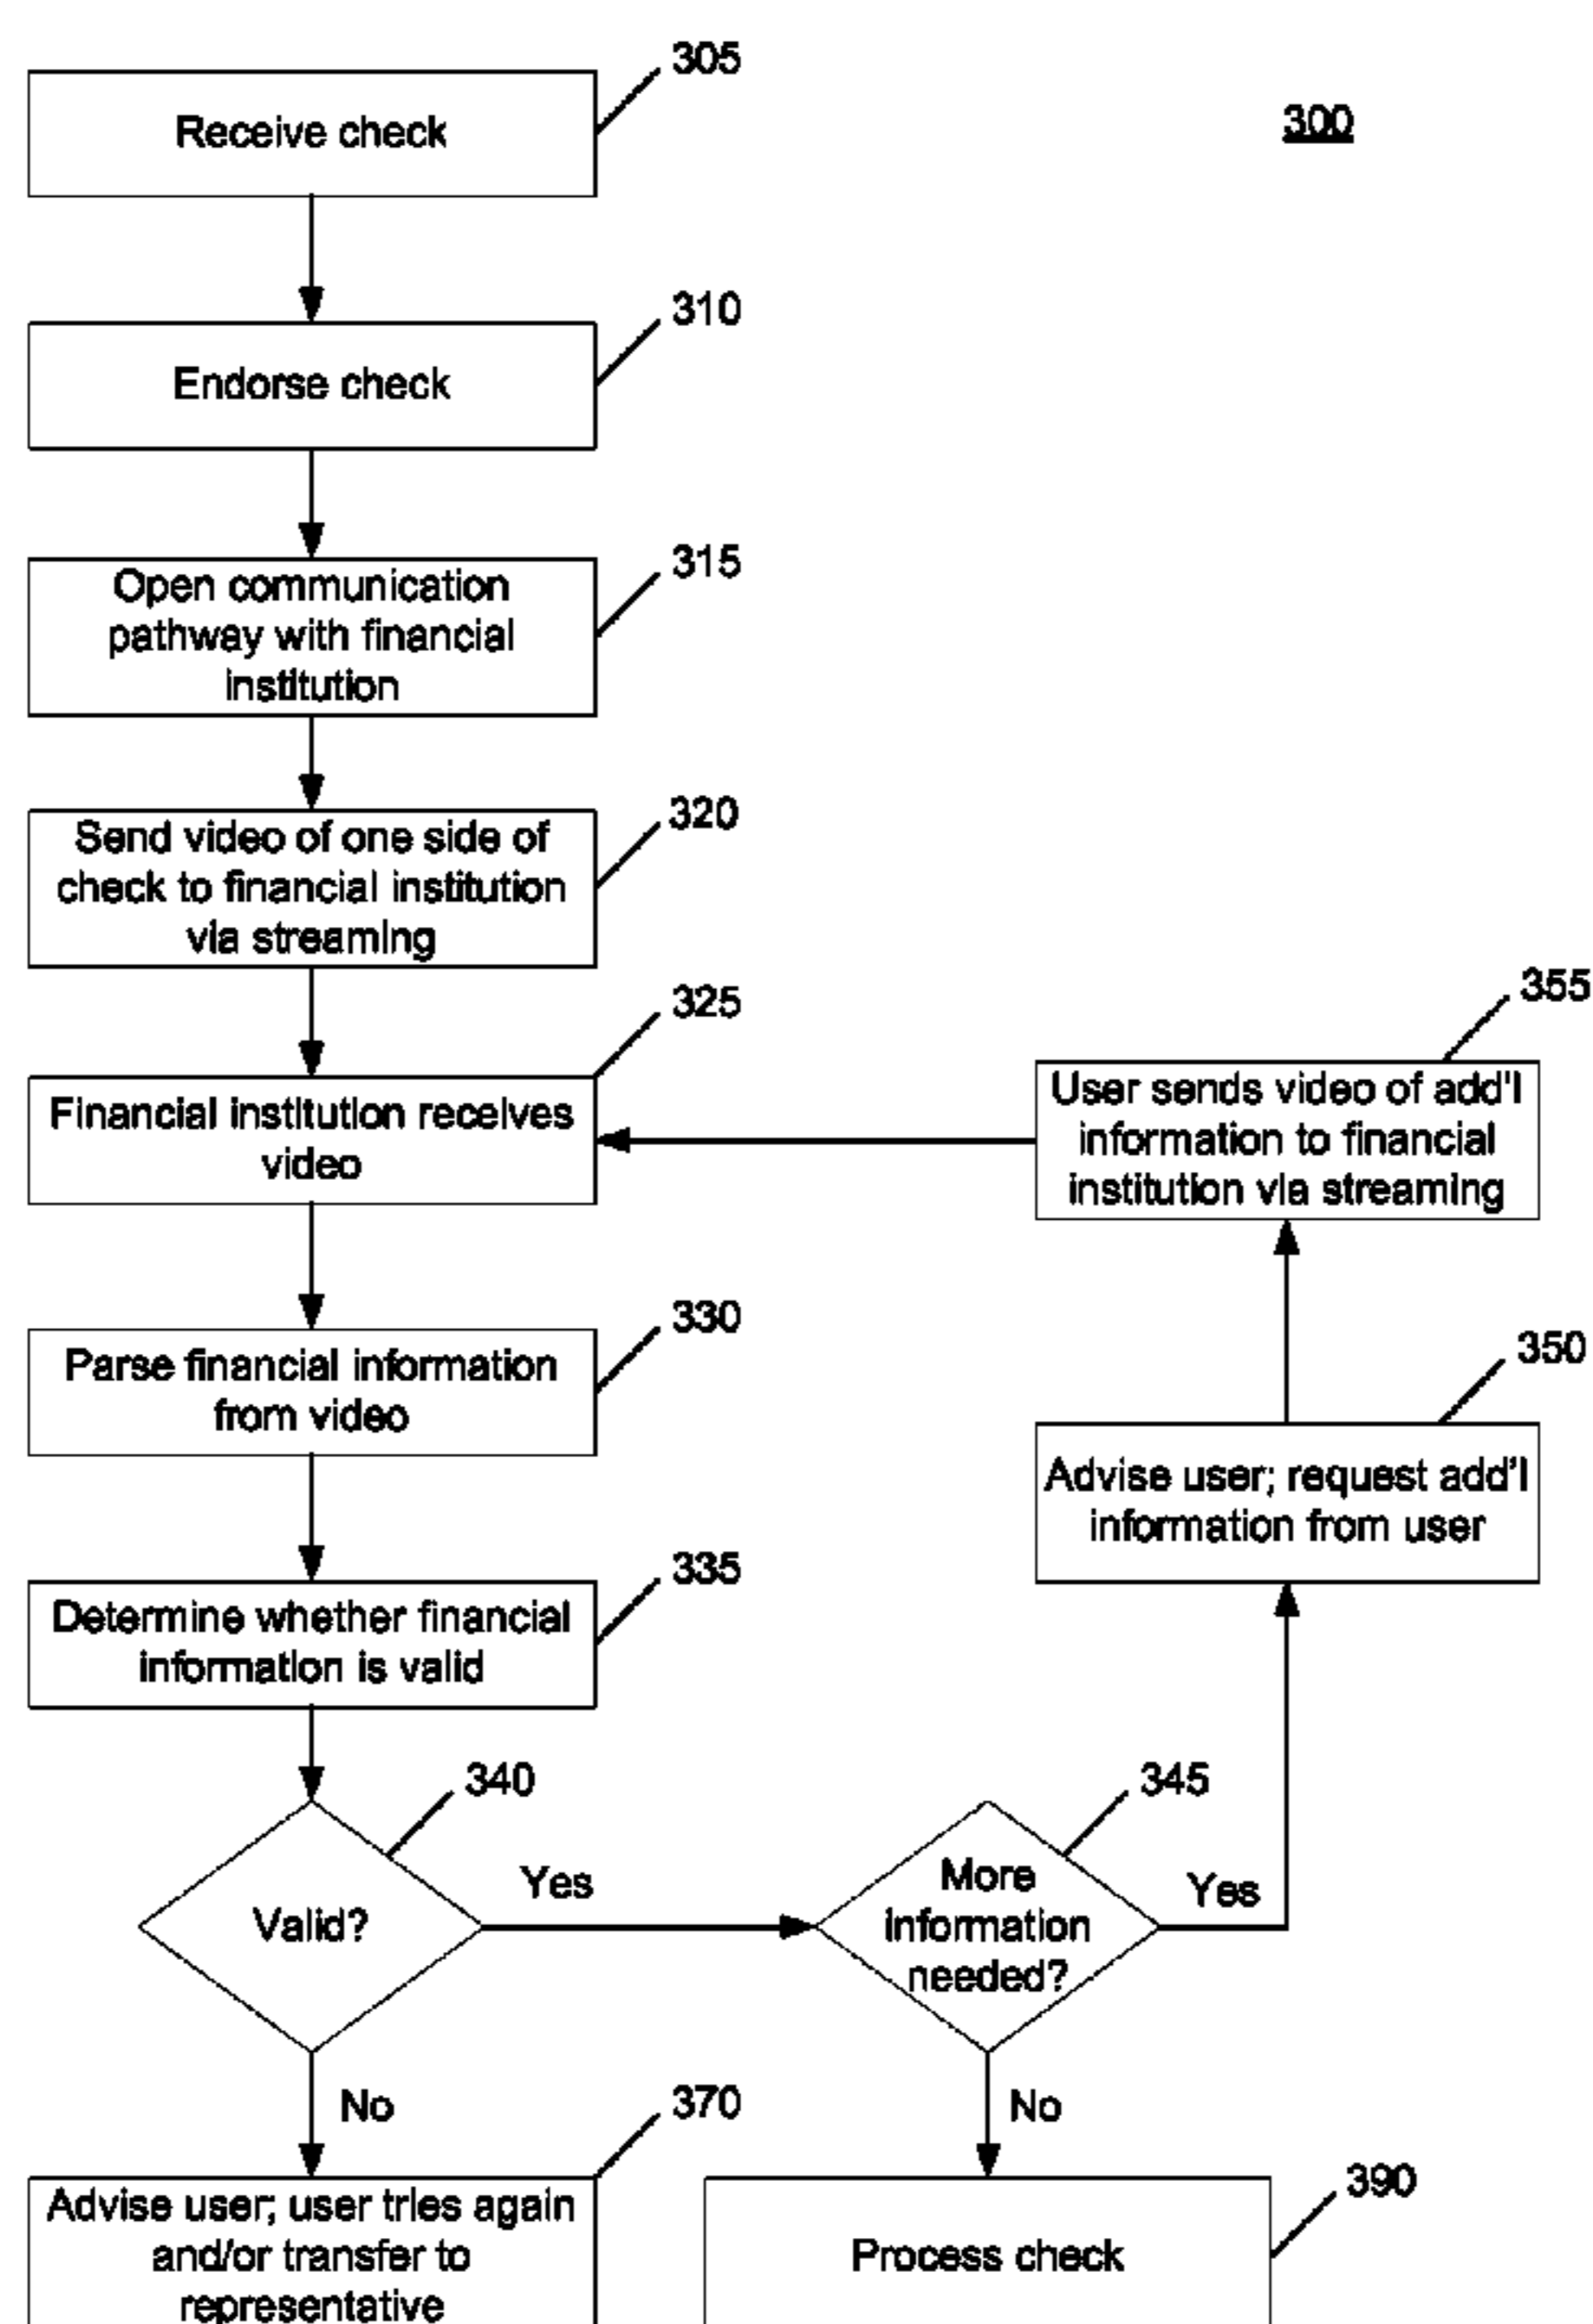 305
300
Receive check
310
Endorse check
315
Open communication
pathway with financial
institution
320
Send video of one side of
check to financial institution
via streaming
325
Financial institution receives
video
355
User sends video of add'l
information to financial
institution via streaming
330
Parse financial information
from video
350
Advise user; request add'l
information from user
335
Determine whether financial
information is valid
340
Valid?
Yes
345
More
information
needed?
Yes
No
No
370
Advise user; user tries again
and/or transfer to
representative
390
Process check